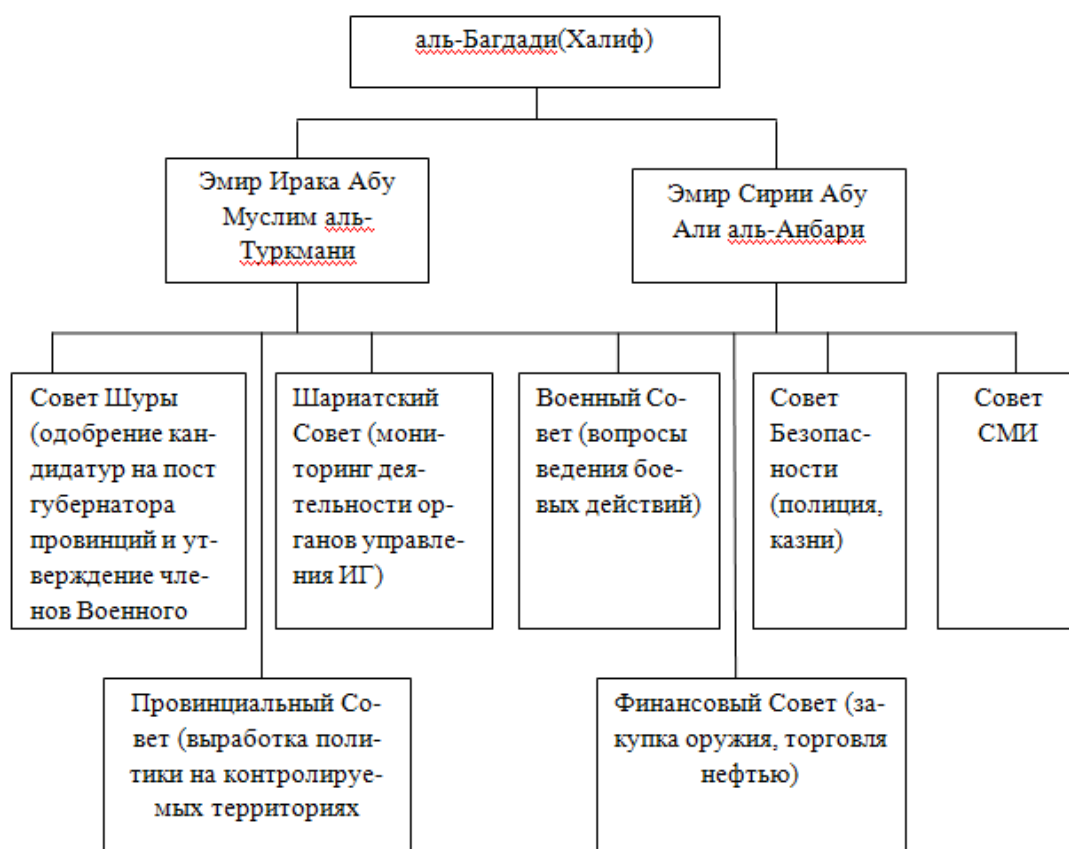 аль-Багдади(Халиф)
Эмир Ирака Абу
Муслим аль-
Туркмани
Эмир Сирии Абу
Али аль-Анбари
Совет Шуры
(одобрение кан-
дидатур на пост
губернатора
провинций и ут-
верждение чле-
нов Военного
Шариатский
Совет (мони-
торинг дея-
тельности ор-
ганов управле-
ния ИГ)
Военный Со-
вет (вопросы
ведения бое-
вых действий)
Совет
Безопас-
ности
(полиция,
казни)
Совет
СМИ
Провинциальный Со-
вет (выработка поли-
тики на контролируе-
мых территориях
Финансовый Совет (за-
купка оружия, торговля
нефтью)